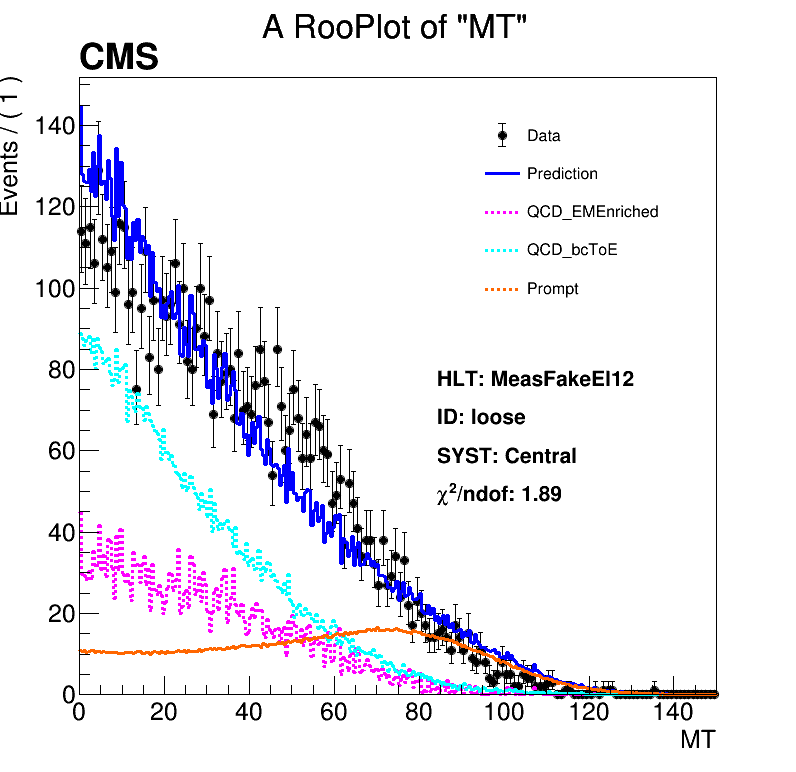 A RooPlot of "MT"
CMS
Events / ( 1 )
140
120
100
80
60
40
20
0
Data
Prediction
QCD_EMEnriched
QCD_bcToE
Prompt
HLT: MeasFakeEl12
ID: loose
SYST: Central
χ²/ndof: 1.89
0 20 40 60 80 100 120 140
MT